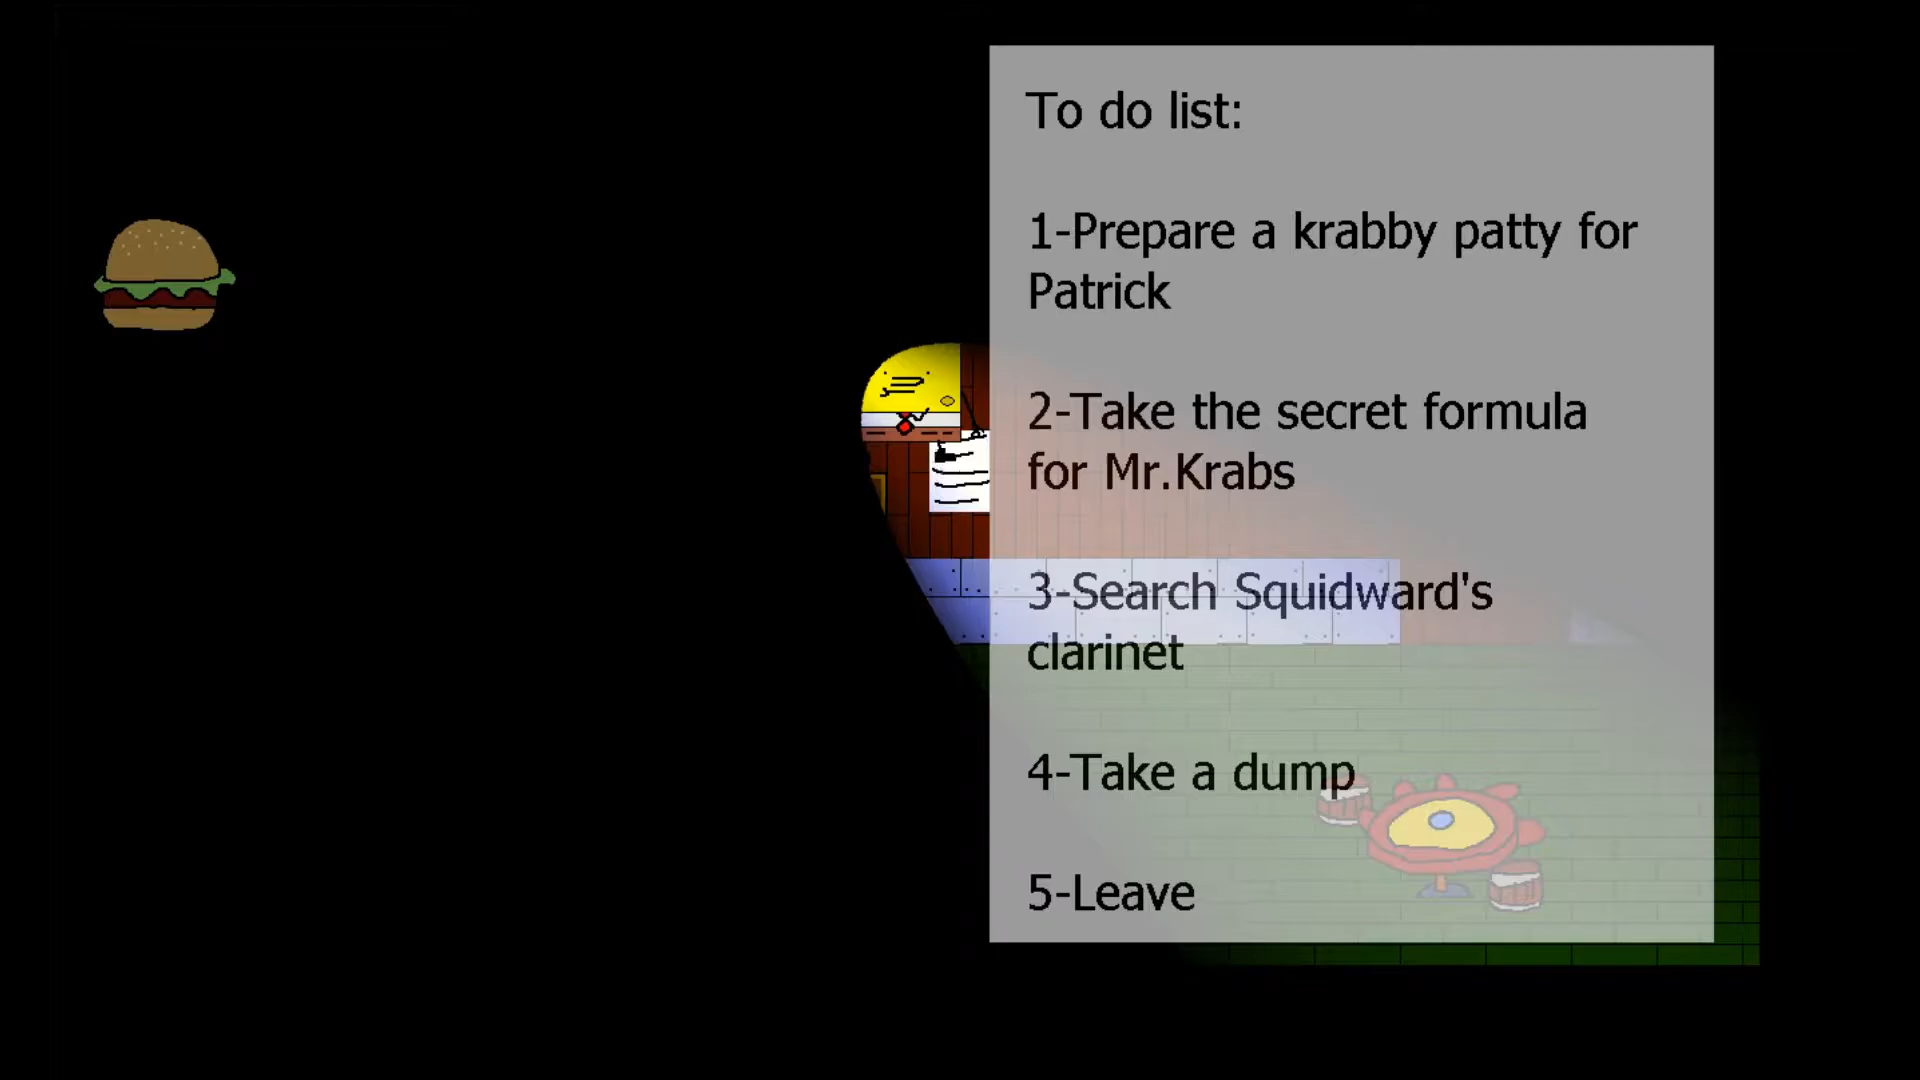 To do list:
1-Prepare a krabby patty for
Patrick
2-Take the secret formula
for Mr.Krabs
3-Search Squidward's
clarinet
4-Take a dump
5-Leave